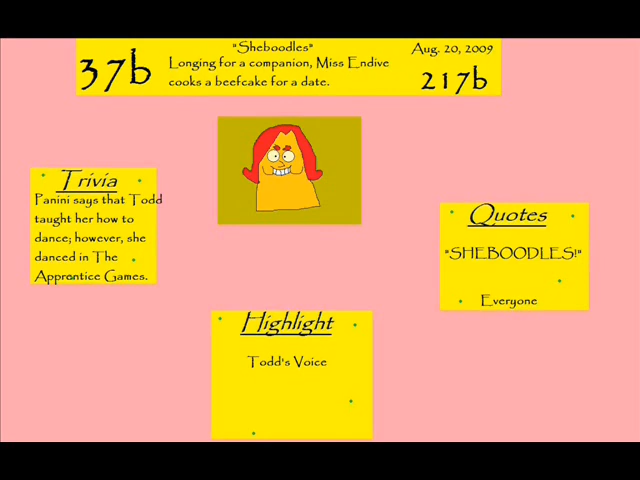 37b
"Sheboodles"
Longing for a companion, Miss Endive
cooks a beefcake for a date.
Aug. 20, 2009
217b
Trivia
Panini says that Todd
taught her how to
dance; however, she
danced in The
Apprentice Games.
Quotes
"SHEBOODLES!"
Everyone
Highlight
Todd's Voice